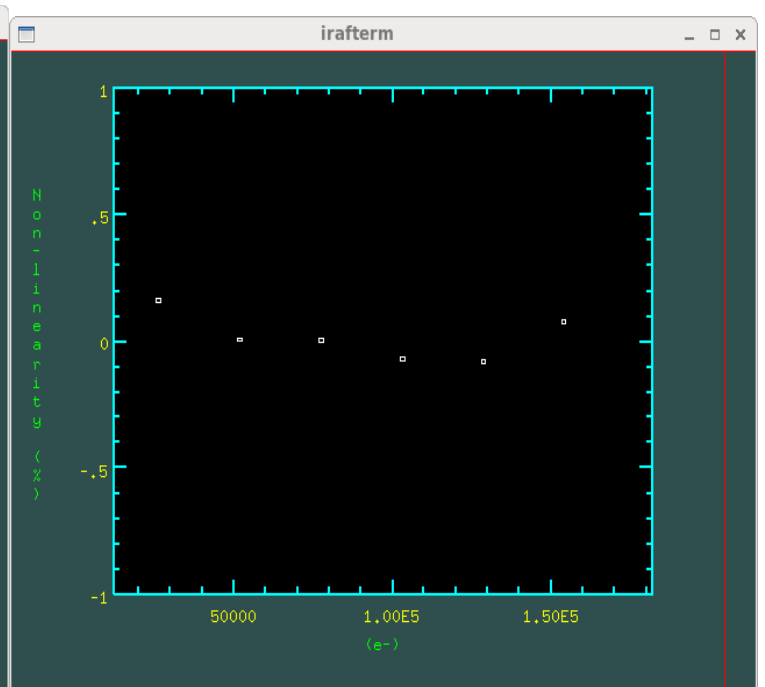 irafterm
1
.5
0
-.5
-1
Non-linearity (%)
50000 1.00E5 1.50E5
(e-)